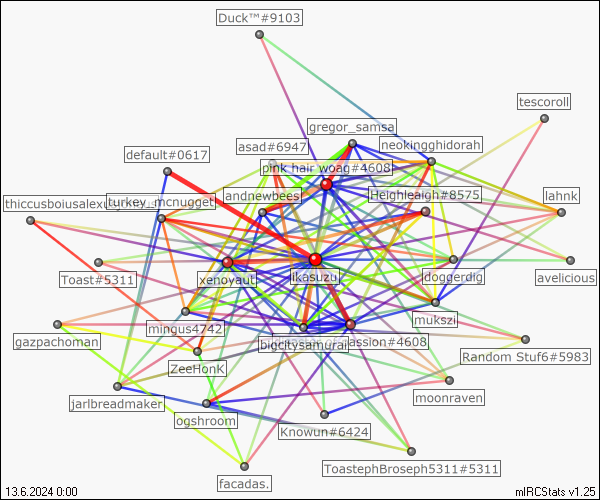 Duck™#9103
tescoroll
gregor_samsa
neokingghidorah
asad#6947
default#0617
pink hair woag#4608
Heighleaigh#8575
andnewbees
lahnk
thiccusboiusalexu
turkey_mcnugget
Toast#5311
xenoyaut
ikasuzu
doggerdig
avelicious
mukszi
mingus4742
gazpachoman
bigcitysamurai
assion#4608
Random Stuf6#5983
ZeeHonK
moonraven
jarlbreadmaker
ogshroom
Knowun#6424
ToastephBroseph5311#5311
facadas.
13.6.2024 0:00
mIRCStats v1.25